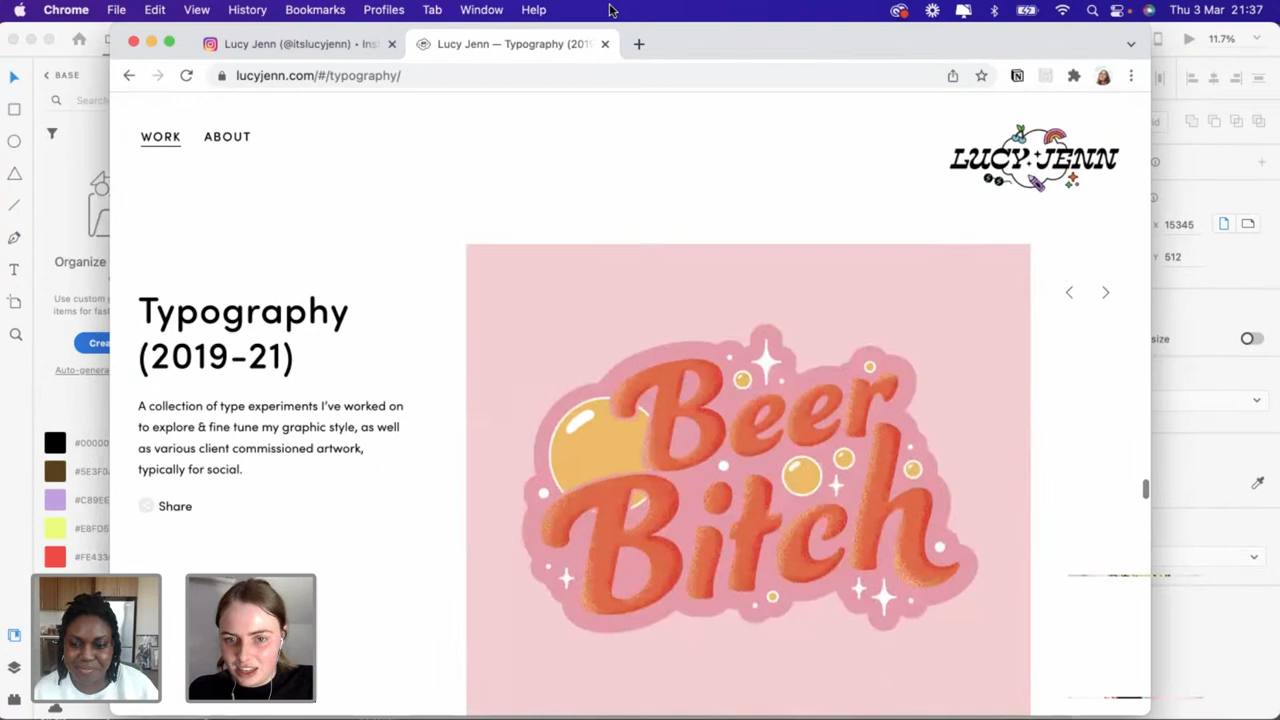 Chrome File Edit View History Bookmarks Profiles Tab Window Help Thu 3 Mar 21:37
Lucy Jenn (@itslucyjenn) • Ins
Lucy Jenn — Typography (201
11.7%
BASE
lucyjenn.com/#/typography/
Search
WORK ABOUT
LUCY JENN
X 15345
Organize
Y 512
Use custom
items for fast
Typography
(2019-21)
Crea
size
Auto-genera
A collection of type experiments I've worked on
to explore & fine tune my graphic style, as well
as various client commissioned artwork,
typically for social.
Share
Beer
Bitch
#00000
#5E3F0
#C89EE
#E8FD5
#FE433